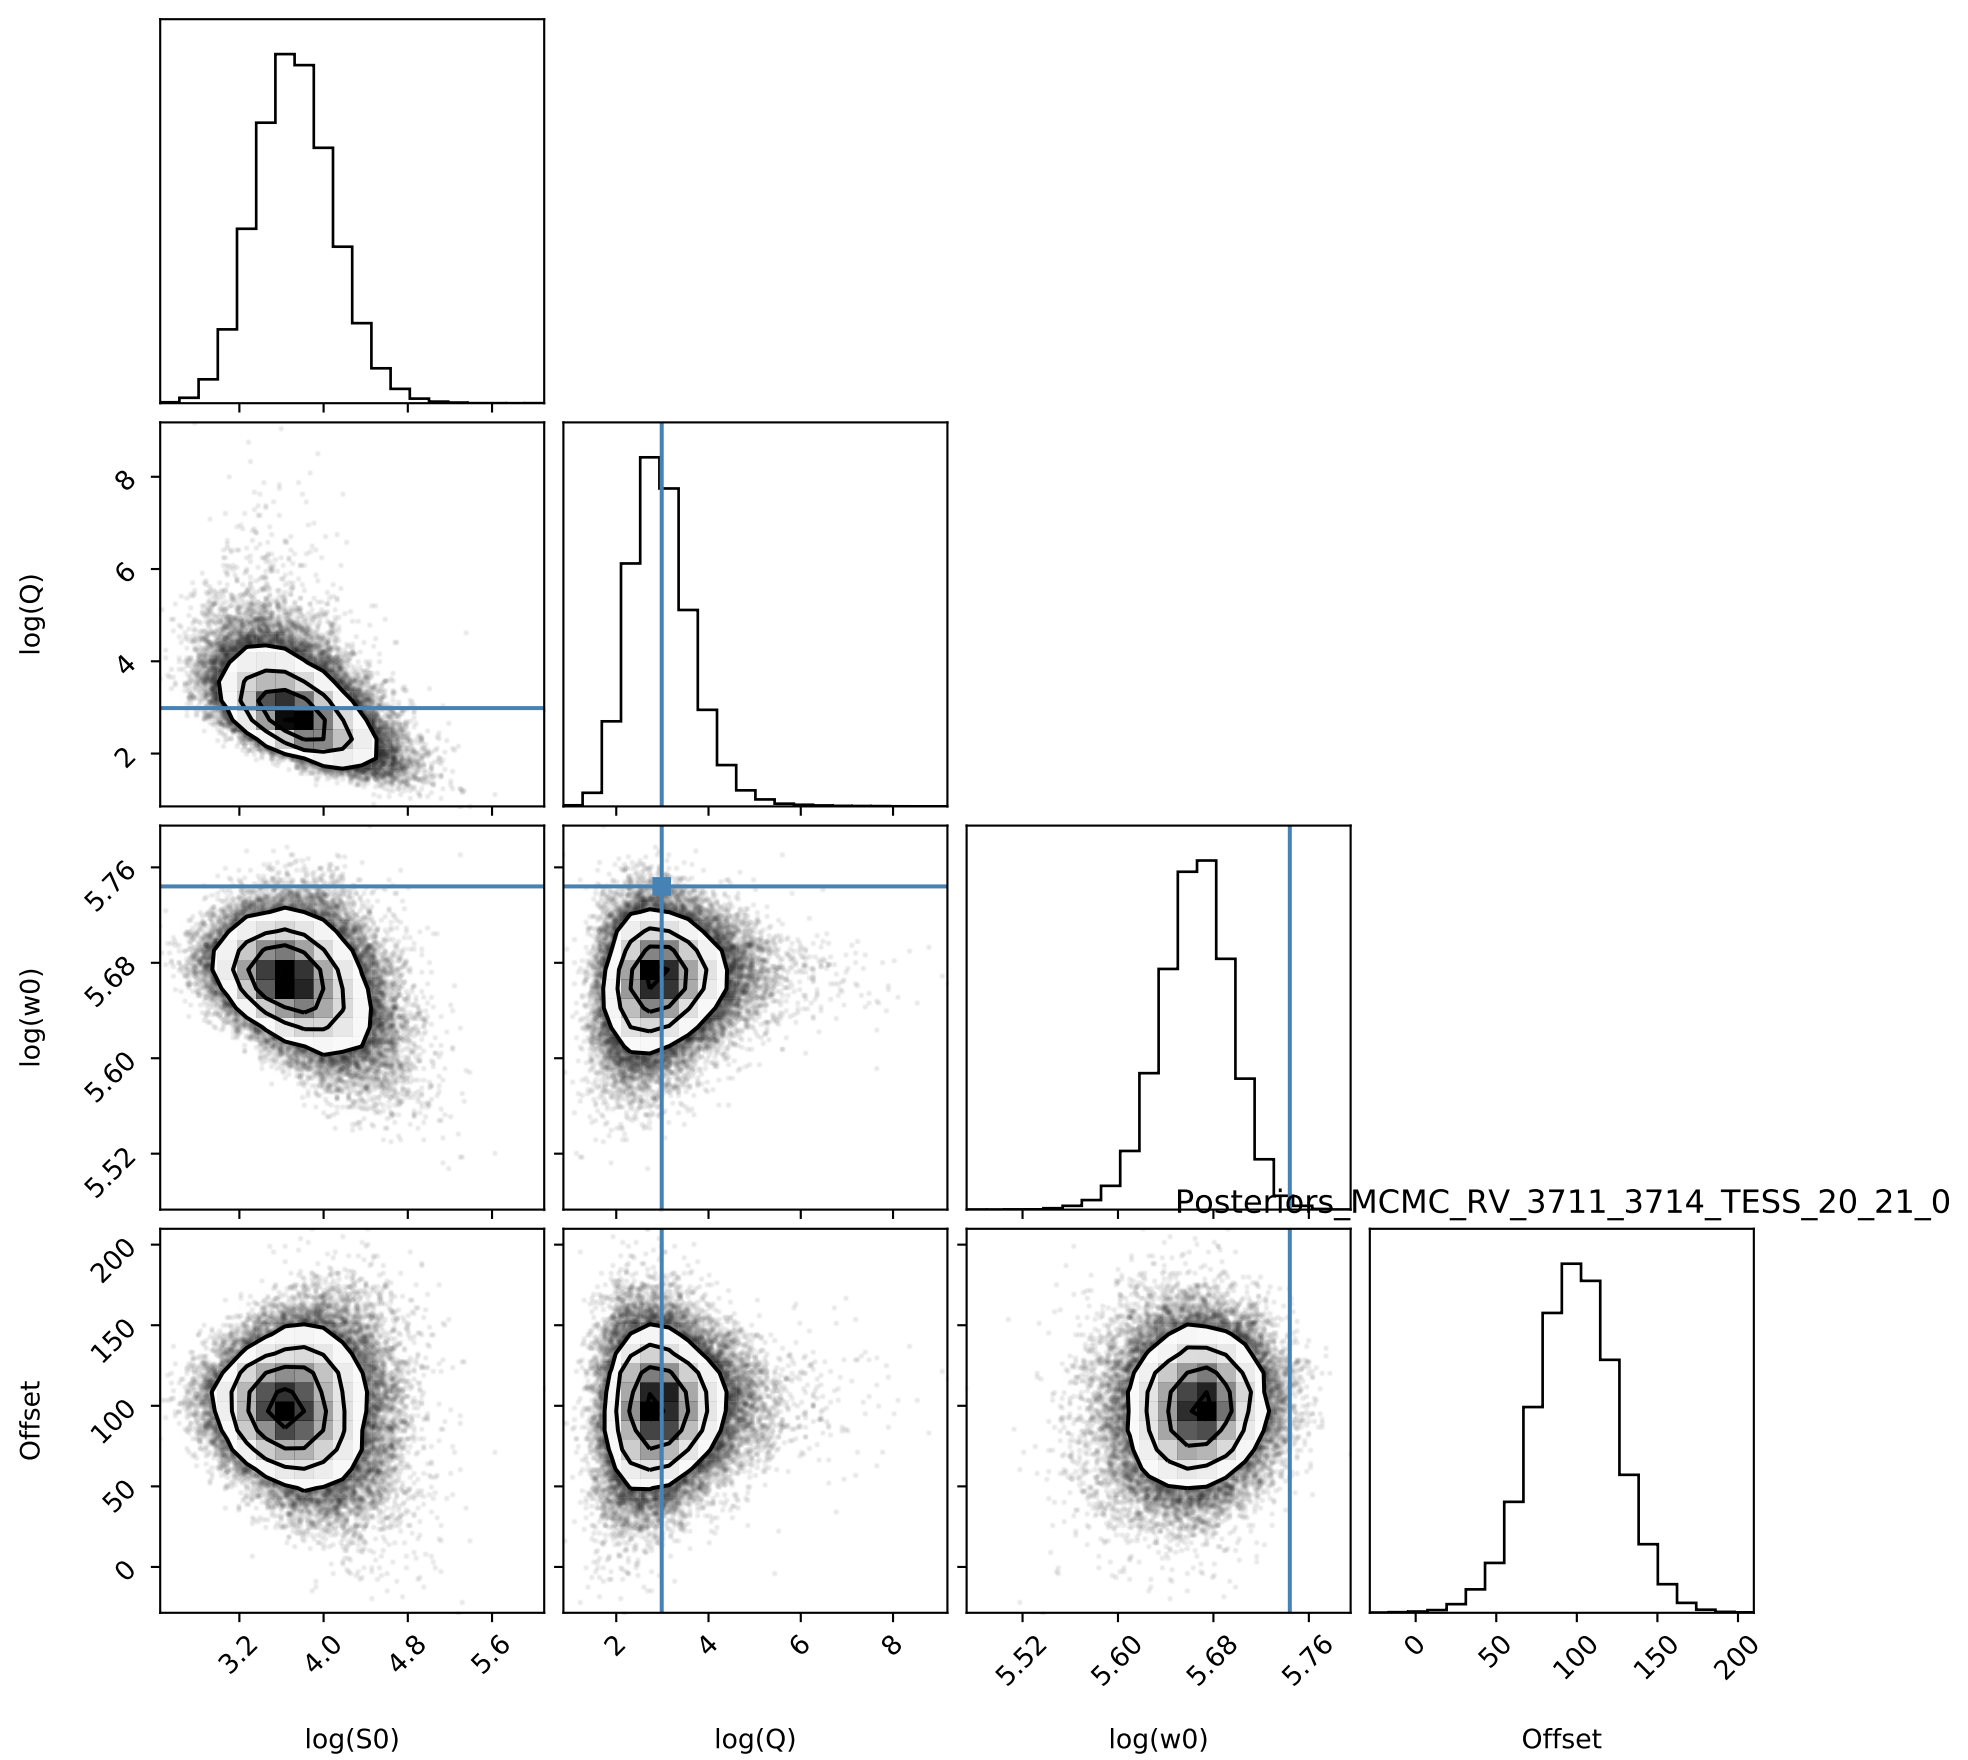 8
6
4
2
log(Q)
5.76
5.68
5.60
5.52
log(w0)
Posteriors_MCMC_RV_3711_3714_TESS_20_21_0
200
150
100
50
0
Offset
3.2 4.0 4.8 5.6
2 4 6 8
5.52 5.60 5.68 5.76
0 50 100 150 200
log(S0) log(Q) log(w0) Offset